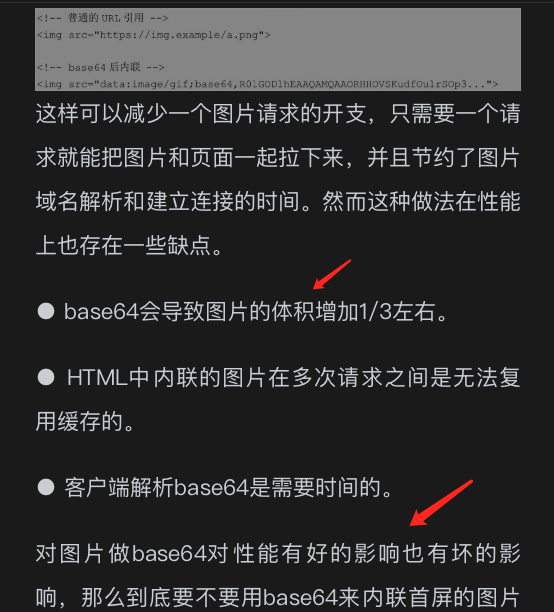 <!-- 普通的 URL 引用 -->
<img src="https://img.example/a.png">
<!-- base64 后内联 -->
<img src="data:image/gif;base64,R0lGODlhEAAQAMQAAORHHOVSKudfOulrSOp3...">
这样可以减少一个图片请求的开支，只需要一个请
求就能把图片和页面一起拉下来，并且节约了图片
域名解析和建立连接的时间。然而这种做法在性能
上也存在一些缺点。
● base64会导致图片的体积增加1/3左右。
● HTML中内联的图片在多次请求之间是无法复
用缓存的。
● 客户端解析base64是需要时间的。
对图片做base64对性能有好的影响也有坏的影
响，那么到底要不要用base64来内联首屏的图片